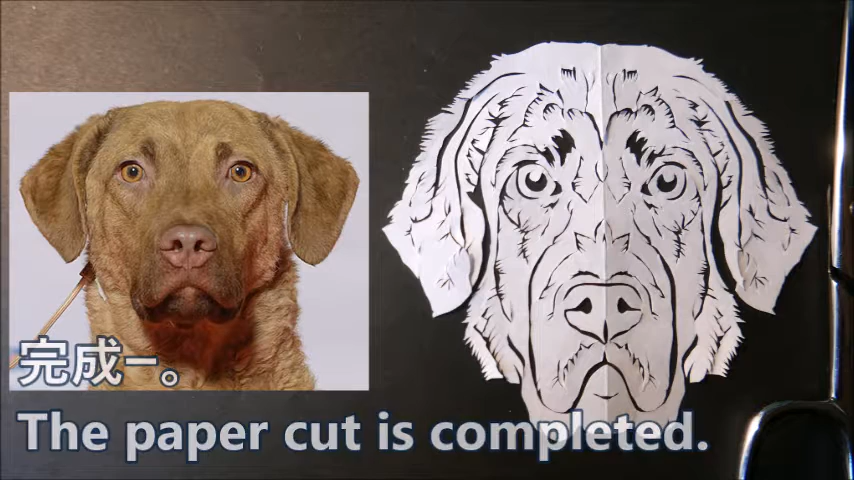 完成ー。
The paper cut is completed.